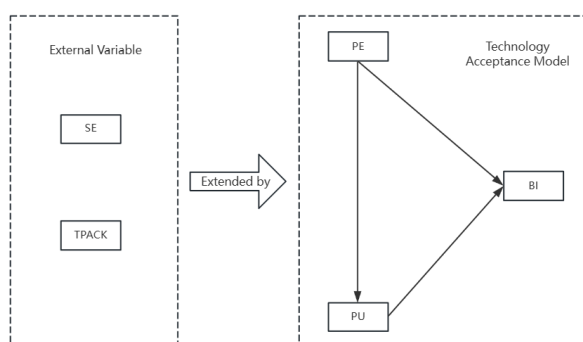 External Variable
SE
TPACK
Extended by
PE
Technology
Acceptance Model
BI
PU